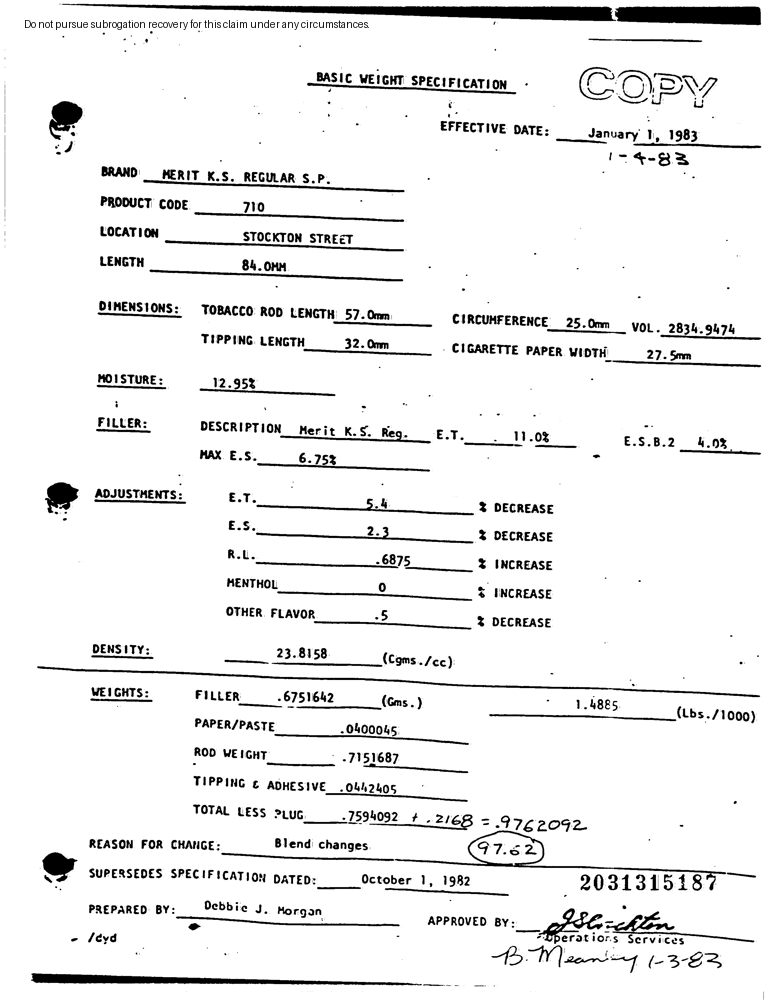 Do not pursue subrogation recovery for this claim under any circumstances.
BASIC WEIGHT SPECIFICATION
COPY
EFFECTIVE DATE: January 1, 1983
1-4-83
BRAND MERIT K.S. REGULAR S.P.
PRODUCT CODE 710
LOCATION STOCKTON STREET
LENGTH 84.0MM
DIMENSIONS: TOBACCO ROD LENGTH 57.0mm CIRCUMFERENCE 25.0mm VOL. 2834.9474
TIPPING LENGTH 32.0mm CIGARETTE PAPER WIDTH 27.5mm
MOISTURE: 12.95%
FILLER: DESCRIPTION Merit K.S. Reg. E.T. 11.0% E.S.B.2 4.0%
MAX E.S. 6.75%
ADJUSTMENTS: E.T. 5.4 % DECREASE
E.S. 2.3 % DECREASE
R.L. .6875 % INCREASE
MENTHOL 0 % INCREASE
OTHER FLAVOR .5 % DECREASE
DENSITY: 23.8158 (Cgms./cc)
WEIGHTS: FILLER .6751642 (Gms.) 1.4885 (Lbs./1000)
PAPER/PASTE .0400045
ROD WEIGHT .7151687
TIPPING & ADHESIVE .0442405
TOTAL LESS PLUG .7594092 + .2168 = .9762092
REASON FOR CHANGE: Blend changes 97.62
SUPERSEDES SPECIFICATION DATED: October 1, 1982
2031315187
PREPARED BY: Debbie J. Morgan APPROVED BY:
Operations Services
/dyd
B. 1-3-83